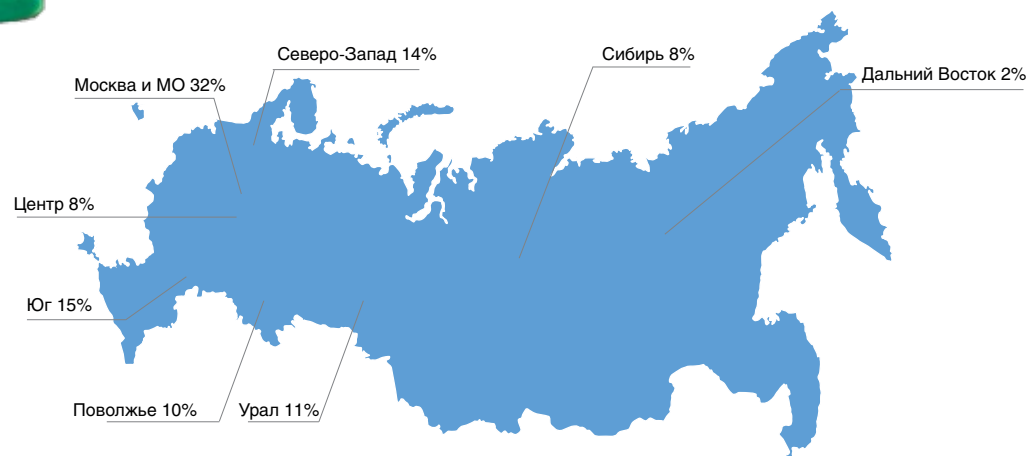 Северо-Запад 14%
Сибирь 8%
Дальний Восток 2%
Москва и МО 32%
Центр 8%
Юг 15%
Поволжье 10%
Урал 11%